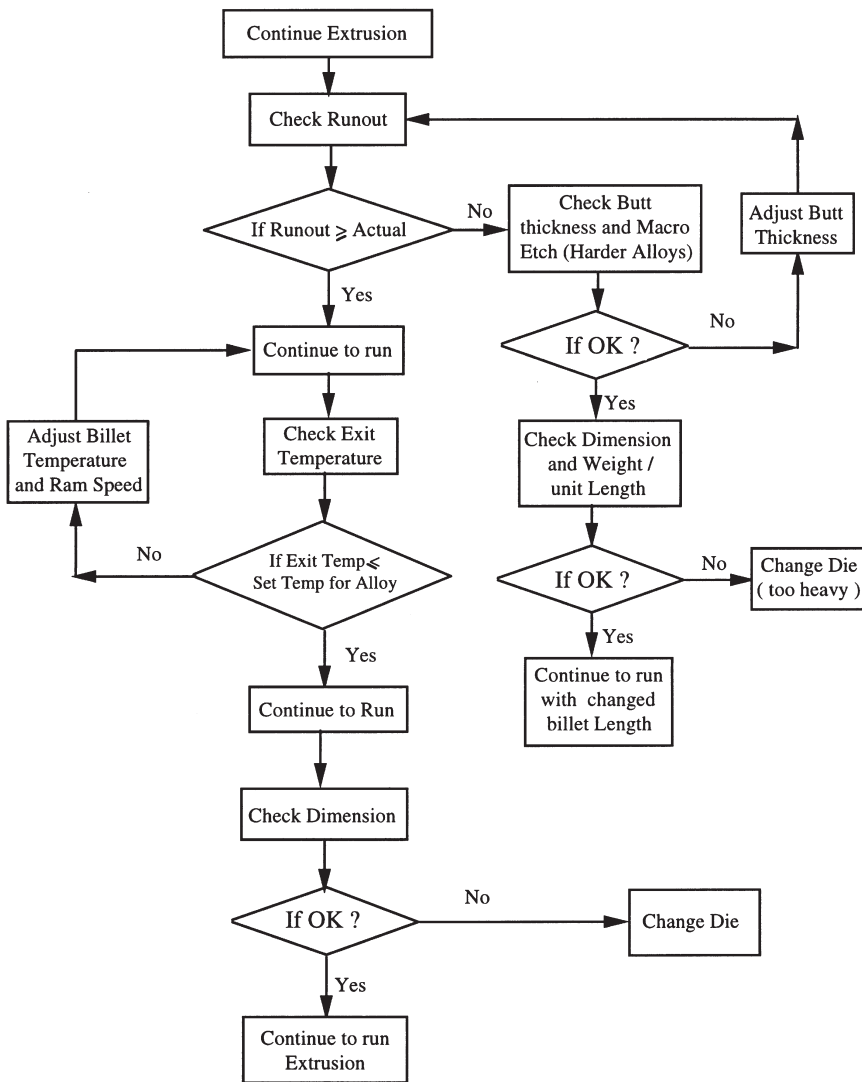 Continue Extrusion
Check Runout
If Runout ⩾ Actual
No
Check Butt
thickness and Macro
Etch (Harder Alloys)
Adjust Butt
Thickness
Yes
Continue to run
If OK ?
No
Yes
Adjust Billet
Temperature
and Ram Speed
Check Exit
Temperature
Check Dimension
and Weight /
unit Length
No
If Exit Temp⩽
Set Temp for Alloy
If OK ?
No
Change Die
( too heavy )
Yes
Yes
Continue to run
with changed
billet Length
Continue to Run
Check Dimension
If OK ?
No
Change Die
Yes
Continue to run
Extrusion